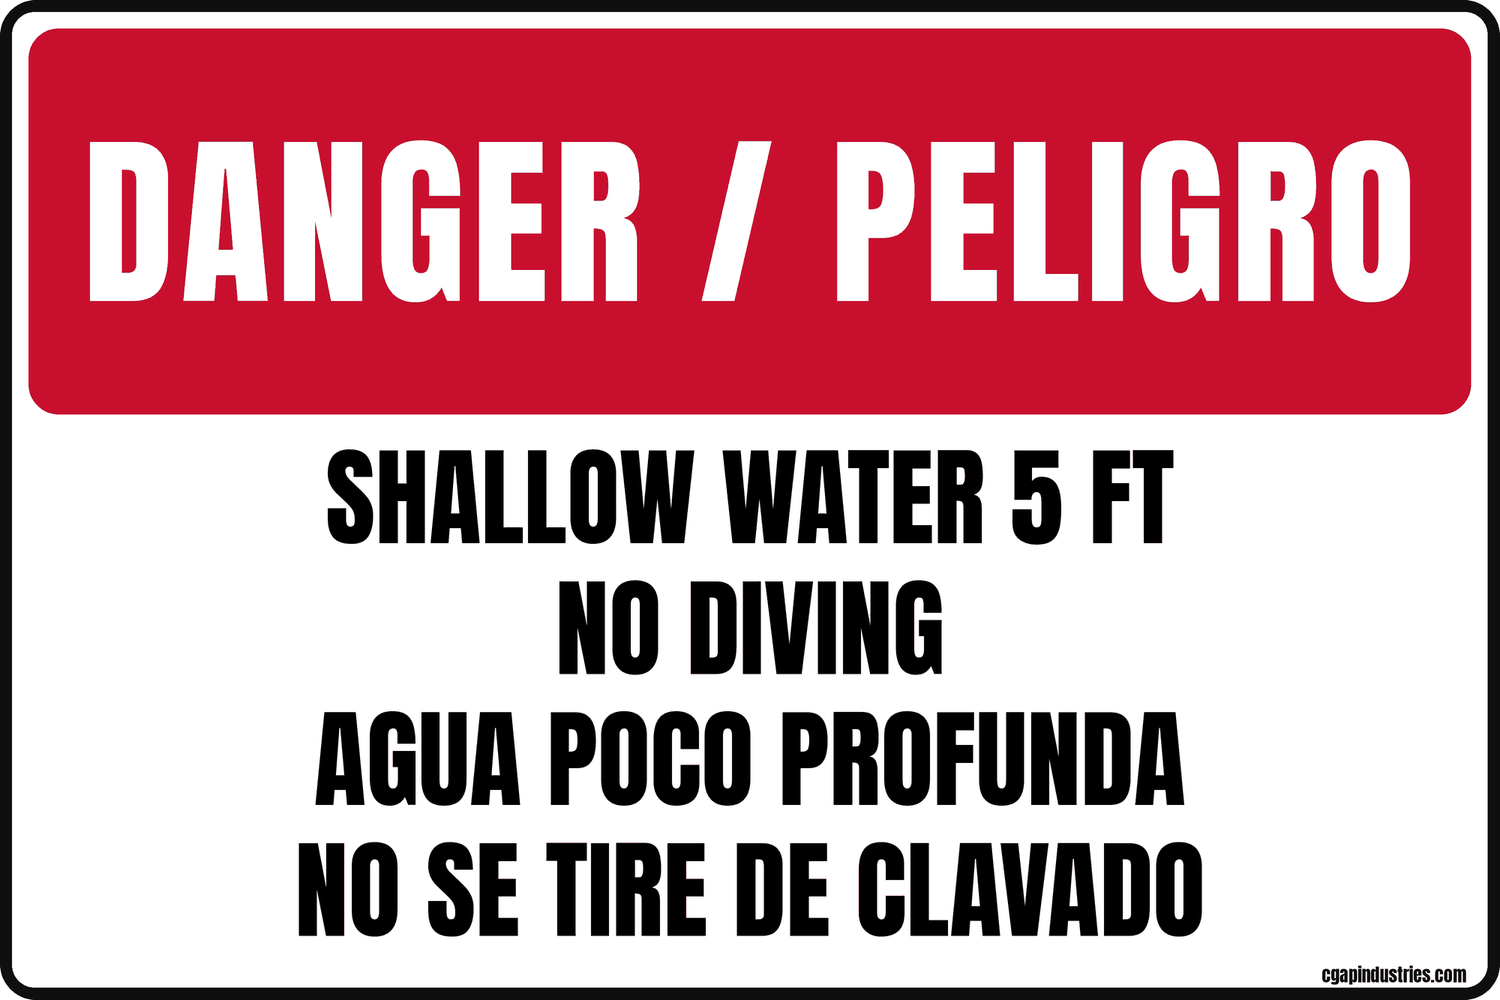 DANGER / PELIGRO
SHALLOW WATER 5 FT
NO DIVING
AGUA POCO PROFUNDA
NO SE TIRE DE CLAVADO
cgapindustries.com